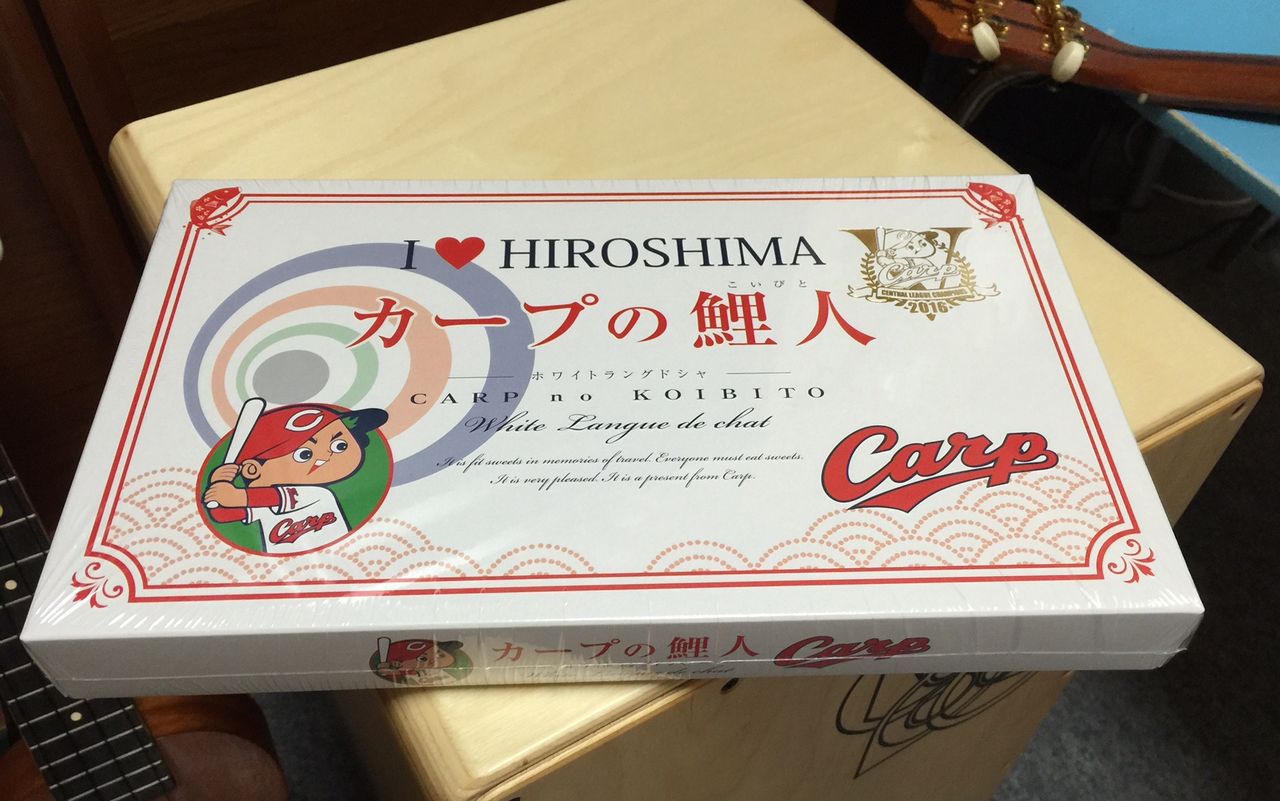 I ♥ HIROSHIMA
こいびと
カープの鯉人
ホワイトラングドシャ
CARP no KOIBITO
White Langue de chat
It is fit sweets in memories of travel. Everyone must eat sweets.
It is very pleased. It is a present from Carp.
V
Carp
CENTRAL LEAGUE CHAMPIONS
2016
C
Carp
Carp
カープの鯉人
Carp